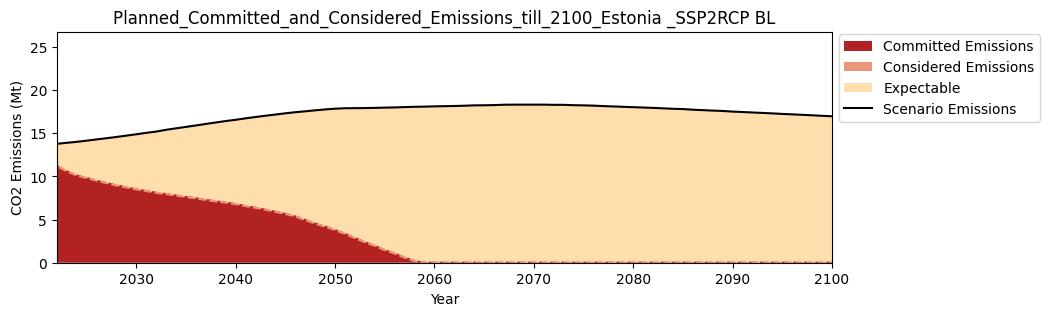 Planned_Committed_and_Considered_Emissions_till_2100_Estonia _SSP2RCP BL
25
20
15
10
5
0
CO2 Emissions (Mt)
2030 2040 2050 2060 2070 2080 2090 2100
Year
Committed Emissions
Considered Emissions
Expectable
Scenario Emissions